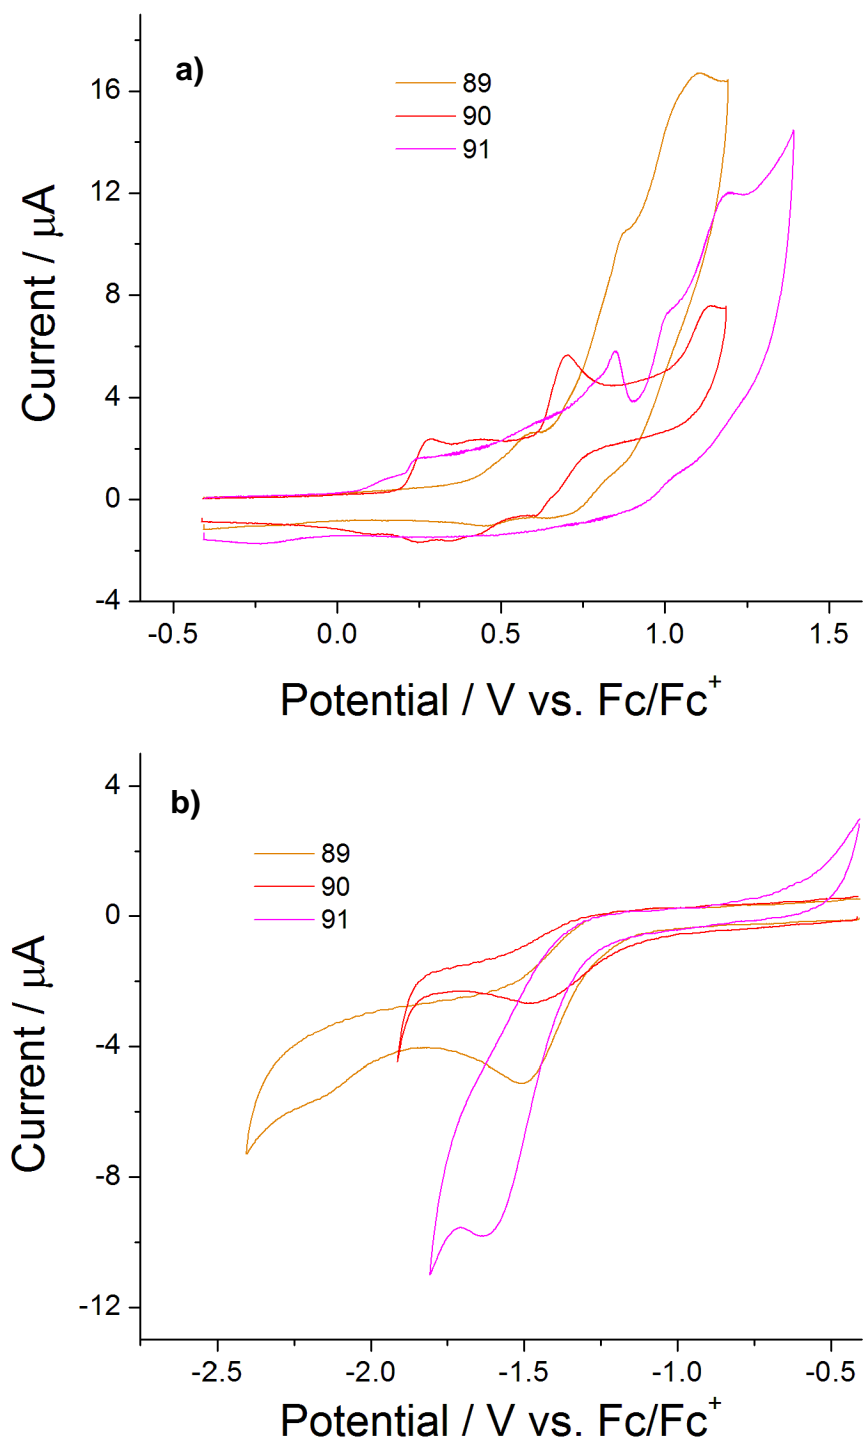 a)
89
90
91
16
12
8
4
0
-4
Current / μA
-0.5 0.0 0.5 1.0 1.5
Potential / V vs. Fc/Fc⁺
b)
89
90
91
4
0
-4
-8
-12
Current / μA
-2.5 -2.0 -1.5 -1.0 -0.5
Potential / V vs. Fc/Fc⁺